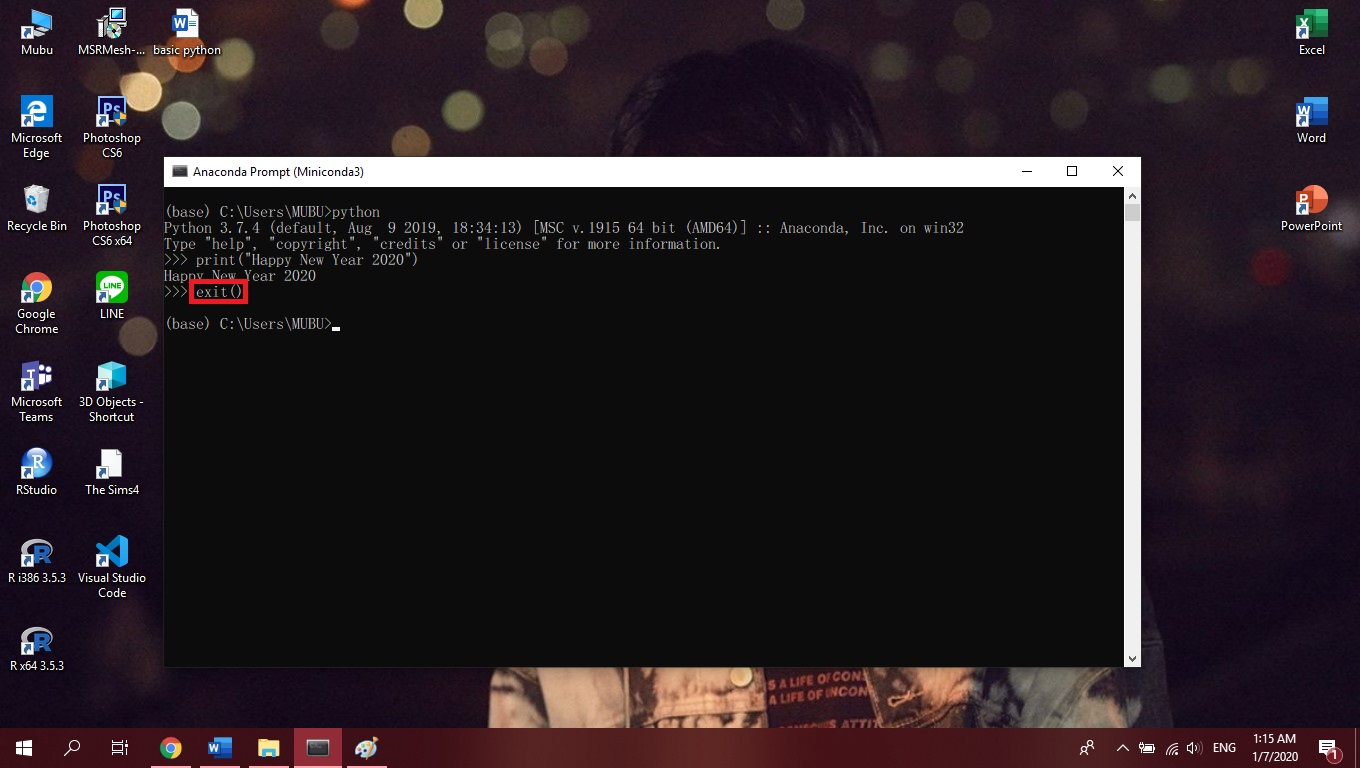 Mubu
MSRMesh-...
basic python
Microsoft
Edge
Photoshop
CS6
Recycle Bin
Photoshop
CS6 x64
Google
Chrome
LINE
LINE
Microsoft
Teams
3D Objects -
Shortcut
RStudio
The Sims4
R i386 3.5.3
Visual Studio
Code
R x64 3.5.3
Excel
Word
PowerPoint
Anaconda Prompt (Miniconda3)
(base) C:\Users\MUBU>python
Python 3.7.4 (default, Aug  9 2019, 18:34:13) [MSC v.1915 64 bit (AMD64)] :: Anaconda, Inc. on win32
Type "help", "copyright", "credits" or "license" for more information.
>>> print("Happy New Year 2020")
Happy New Year 2020
>>> exit()
(base) C:\Users\MUBU>
S A LIFE OF CONS
A LIFE OF UNCON
ATTIT
ENG
1:15 AM
1/7/2020
1